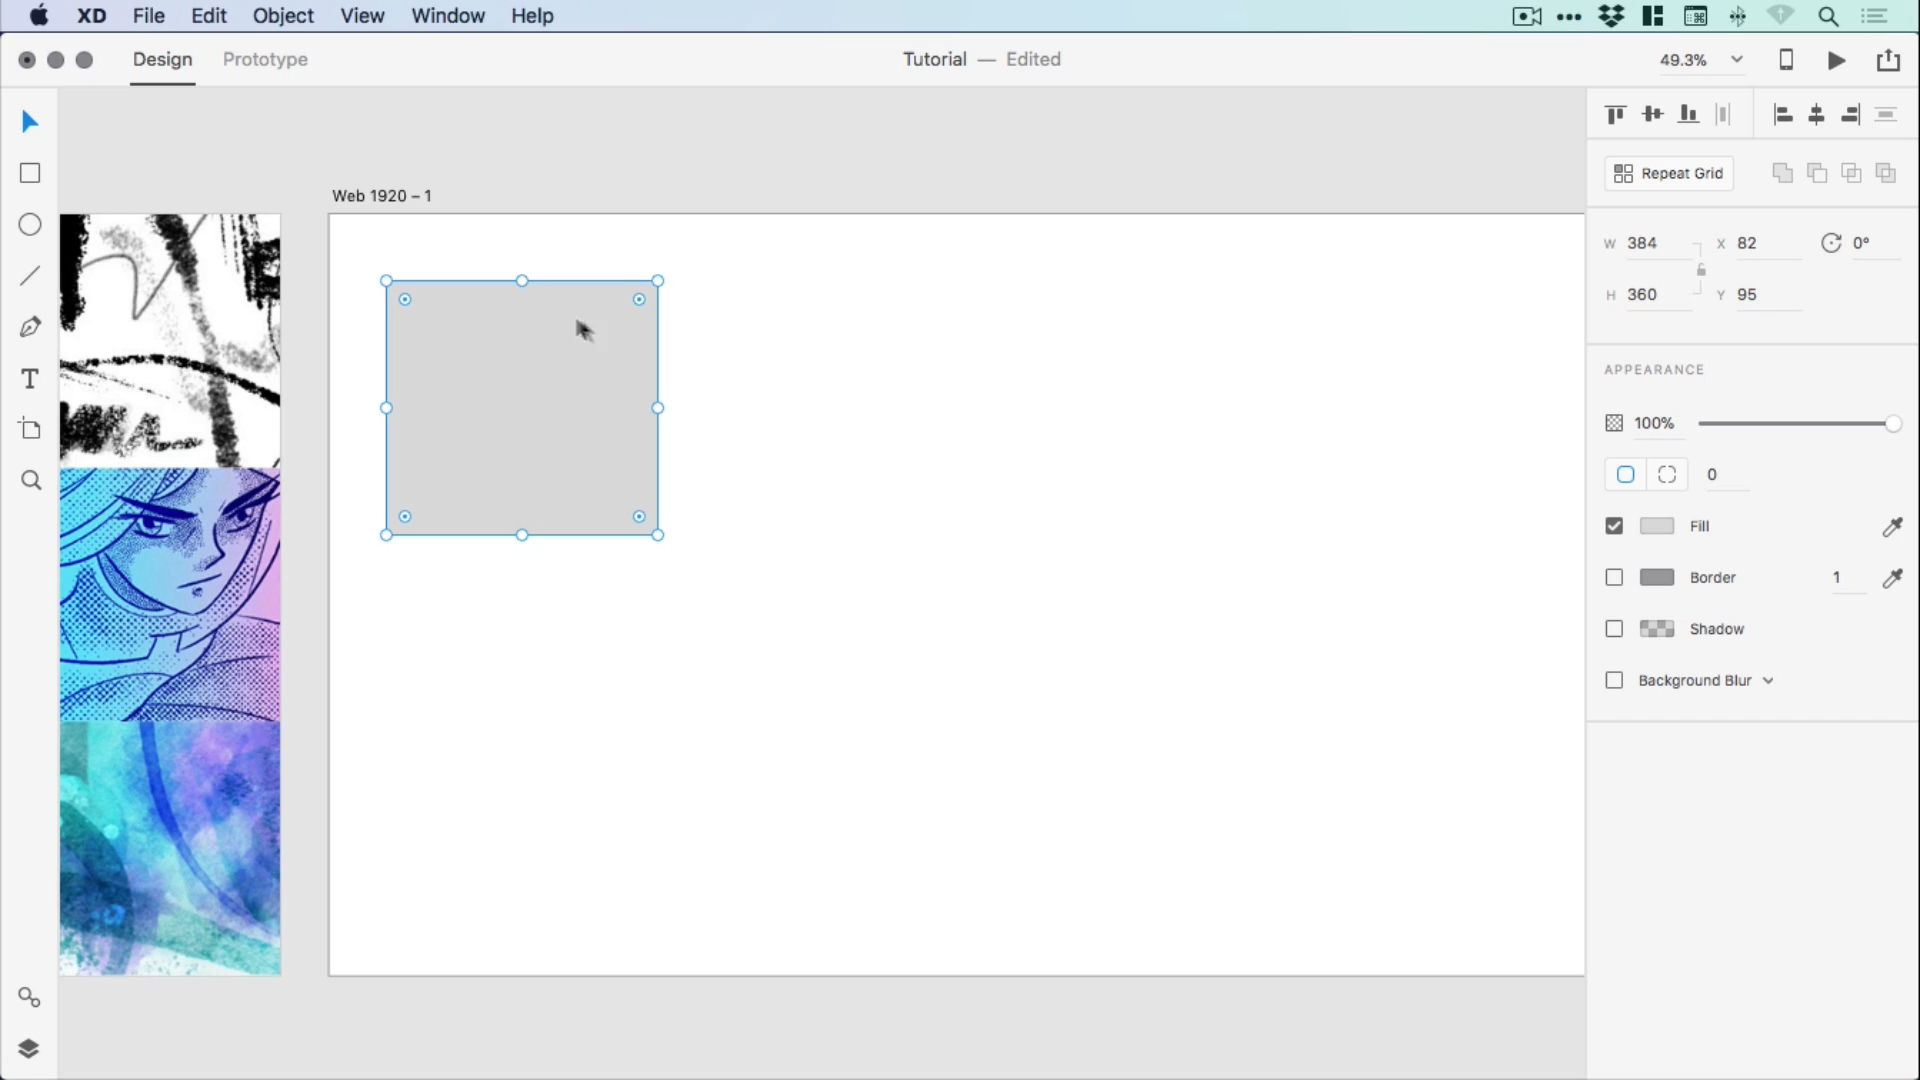 XD File Edit Object View Window Help
Design Prototype
Tutorial — Edited
49.3%
Repeat Grid
Web 1920 – 1
W 384 X 82 0°
H 360 Y 95
APPEARANCE
100%
0
Fill
Border 1
Shadow
Background Blur